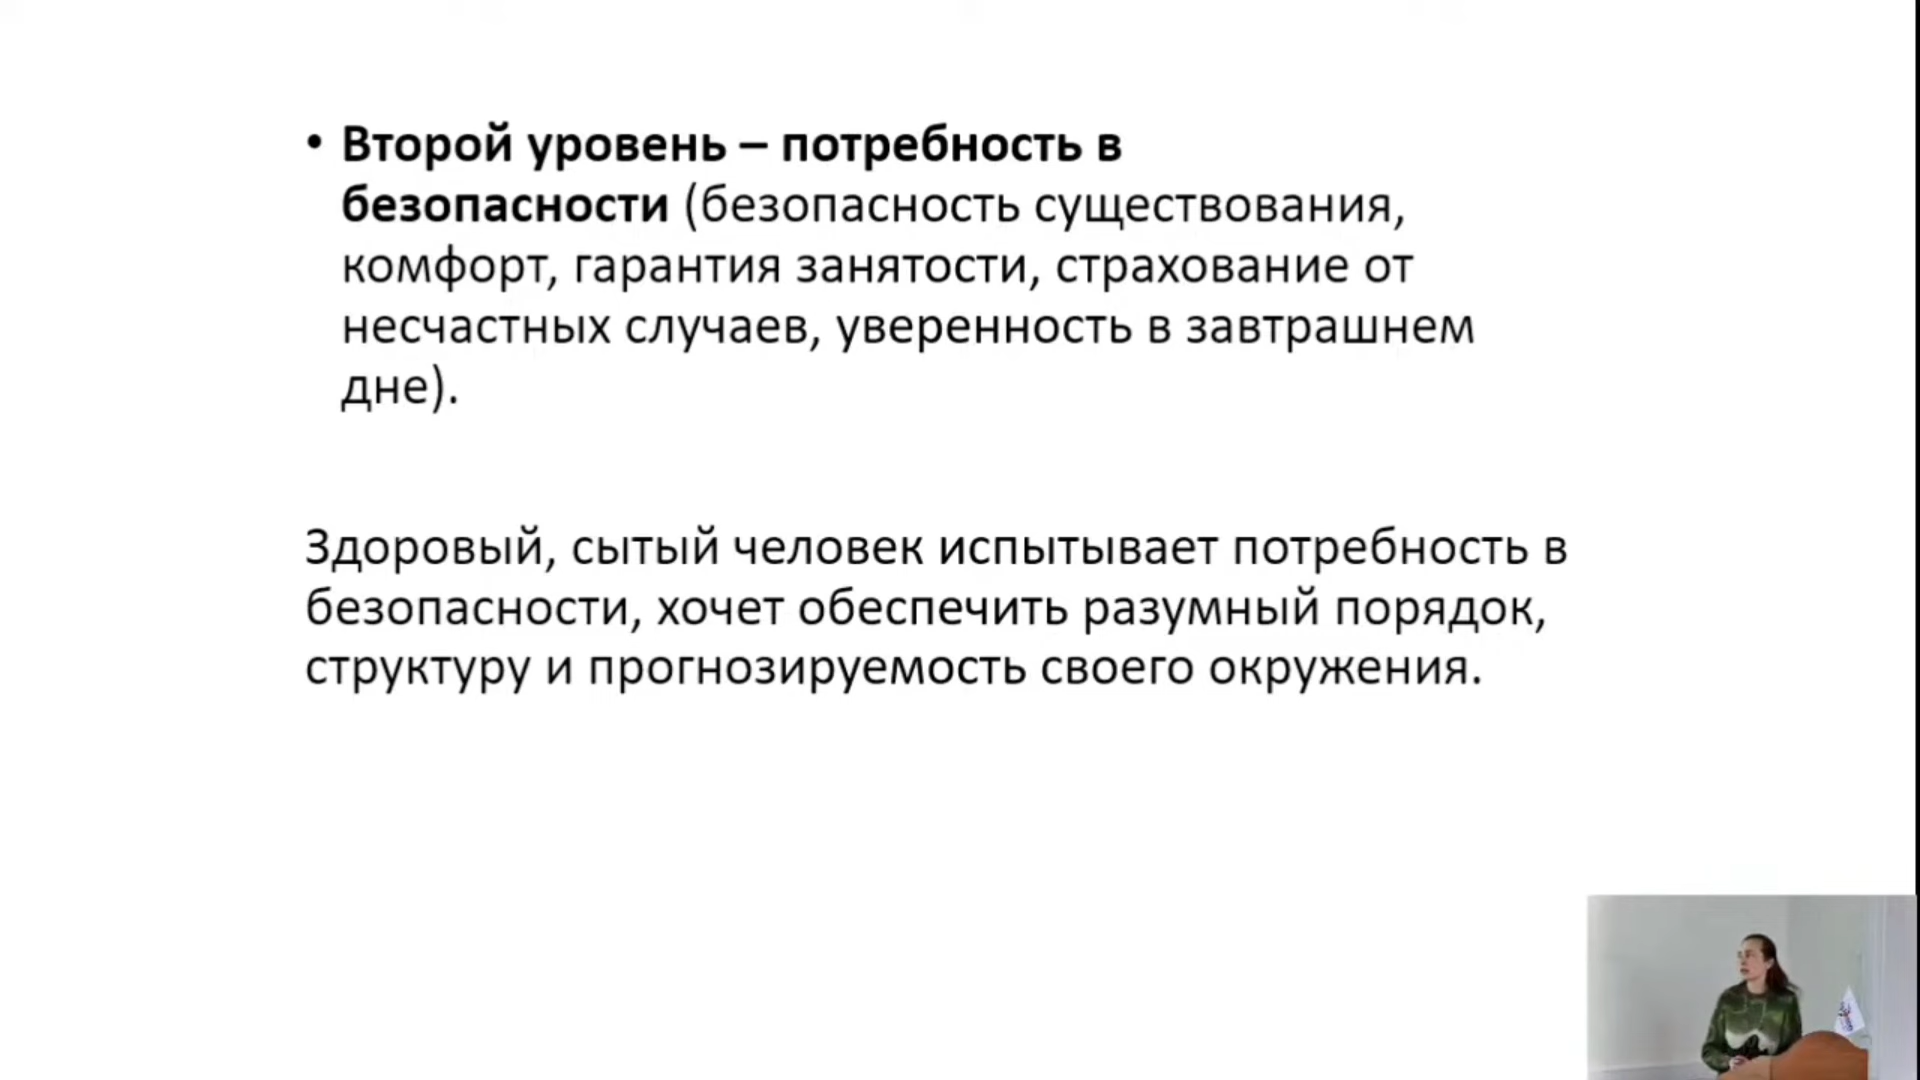 • Второй уровень – потребность в
безопасности (безопасность существования,
комфорт, гарантия занятости, страхование от
несчастных случаев, уверенность в завтрашнем
дне).
Здоровый, сытый человек испытывает потребность в
безопасности, хочет обеспечить разумный порядок,
структуру и прогнозируемость своего окружения.